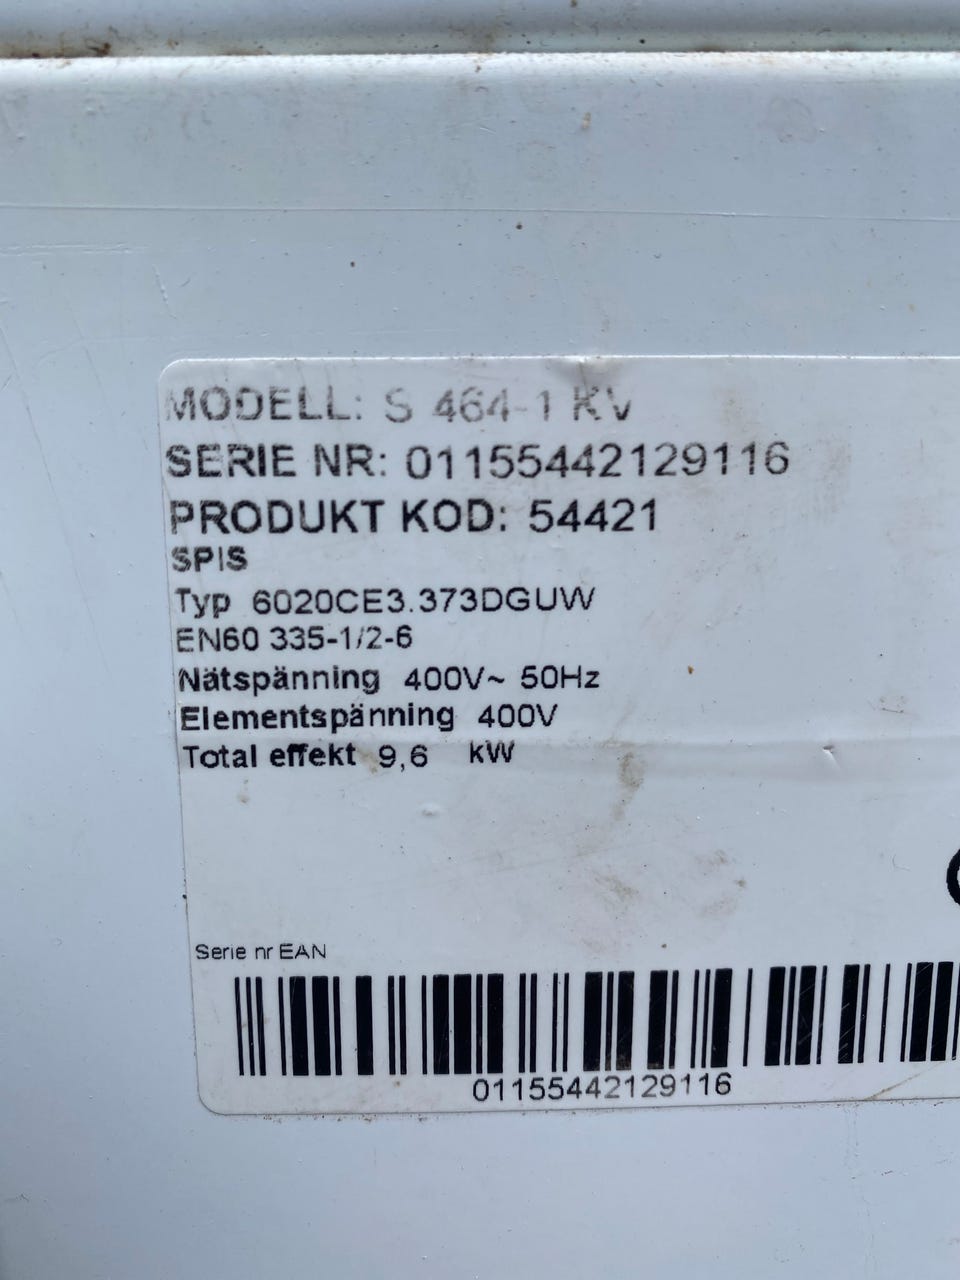 MODELL: S 464-1 KV
SERIE NR: 01155442129116
PRODUKT KOD: 54421
SPIS
Typ 6020CE3.373DGUW
EN60 335-1/2-6
Nätspänning 400V~ 50Hz
Elementspänning 400V
Total effekt 9,6 kW
Serie nr EAN
01155442129116